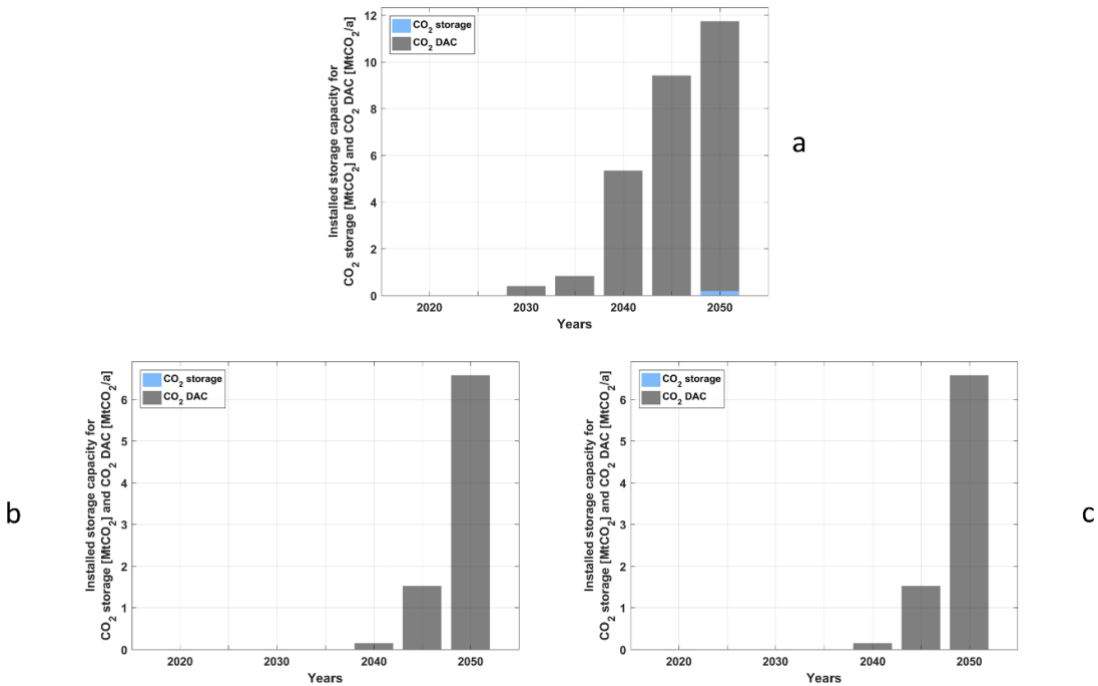 12
10
8
6
4
2
0
CO2 storage
CO2 DAC
Installed storage capacity for
CO2 storage [MtCO2] and CO2 DAC [MtCO2/a]
2020 2030 2040 2050
Years
a
6
5
4
3
2
1
0
CO2 storage
CO2 DAC
Installed storage capacity for
CO2 storage [MtCO2] and CO2 DAC [MtCO2/a]
2020 2030 2040 2050
Years
b
6
5
4
3
2
1
0
CO2 storage
CO2 DAC
Installed storage capacity for
CO2 storage [MtCO2] and CO2 DAC [MtCO2/a]
2020 2030 2040 2050
Years
c